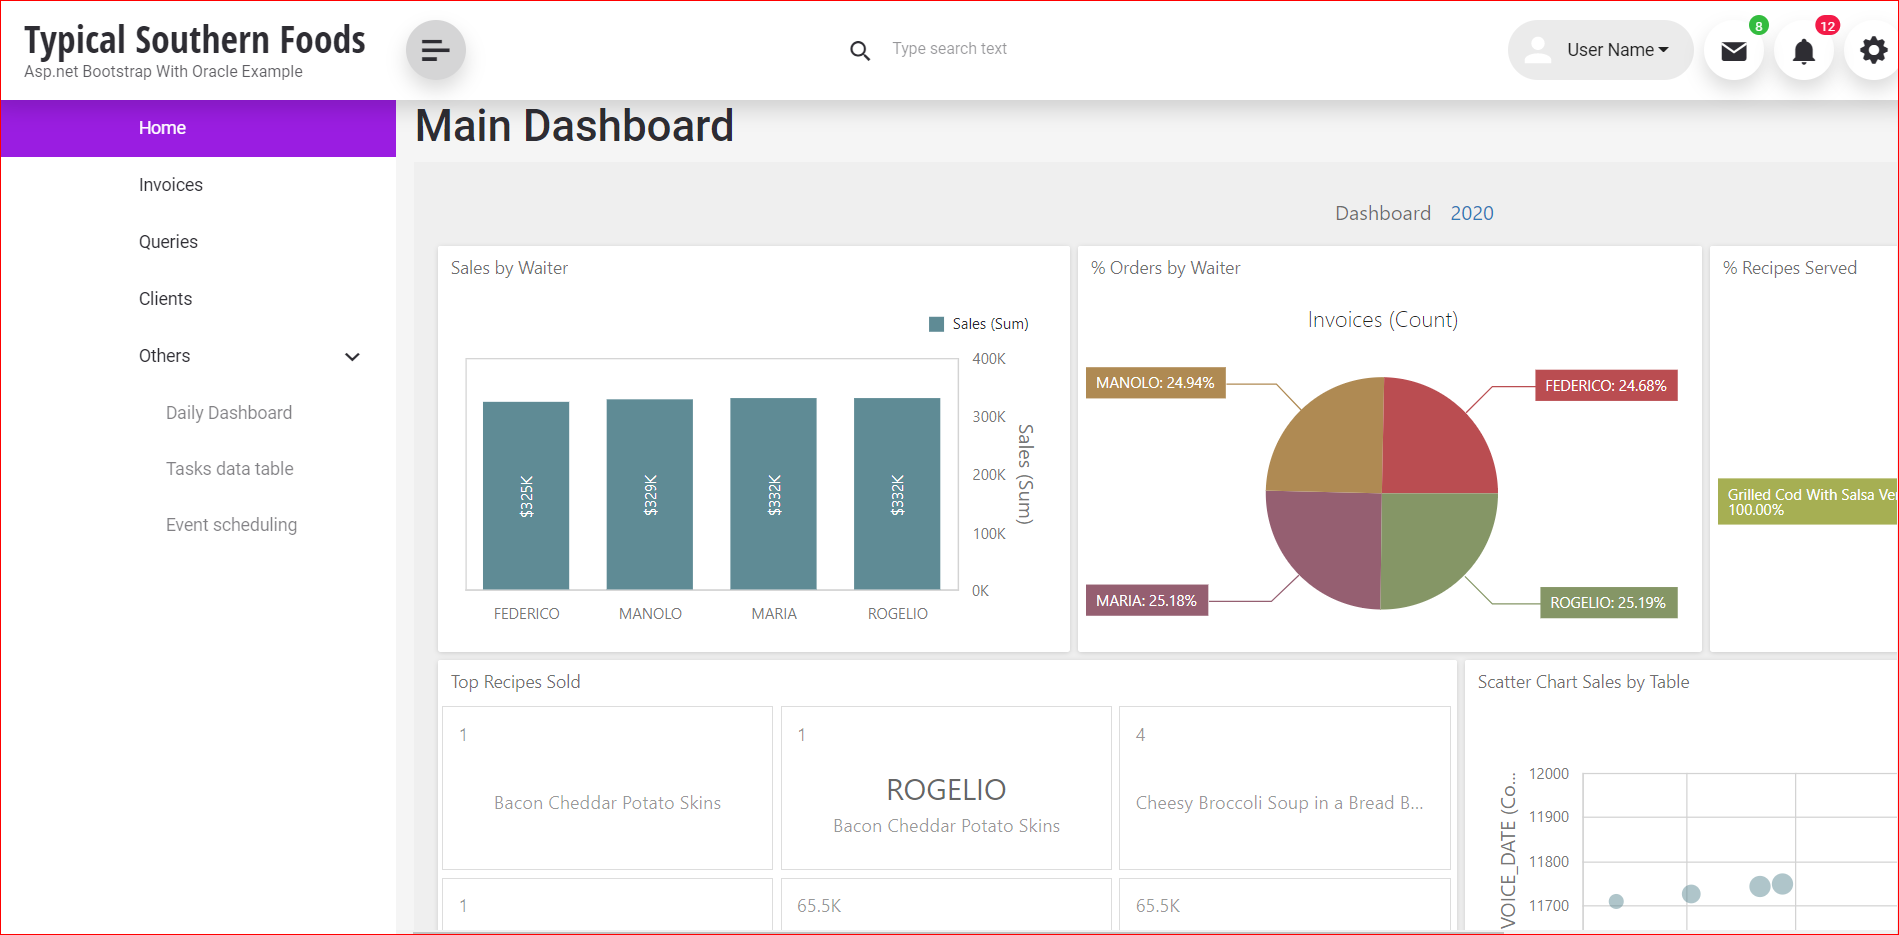 Typical Southern Foods
Asp.net Bootstrap With Oracle Example
Type search text
User Name
8
12
Home
Invoices
Queries
Clients
Others
Daily Dashboard
Tasks data table
Event scheduling
Main Dashboard
Dashboard 2020
Sales by Waiter
Sales (Sum)
400K
300K
200K
100K
0K
Sales (Sum)
$325K
$329K
$332K
$332K
FEDERICO
MANOLO
MARIA
ROGELIO
% Orders by Waiter
Invoices (Count)
MANOLO: 24.94%
FEDERICO: 24.68%
MARIA: 25.18%
ROGELIO: 25.19%
% Recipes Served
Grilled Cod With Salsa Ve
100.00%
Top Recipes Sold
1
Bacon Cheddar Potato Skins
1
ROGELIO
Bacon Cheddar Potato Skins
4
Cheesy Broccoli Soup in a Bread B...
1
65.5K
65.5K
Scatter Chart Sales by Table
VOICE_DATE (Co...
12000
11900
11800
11700